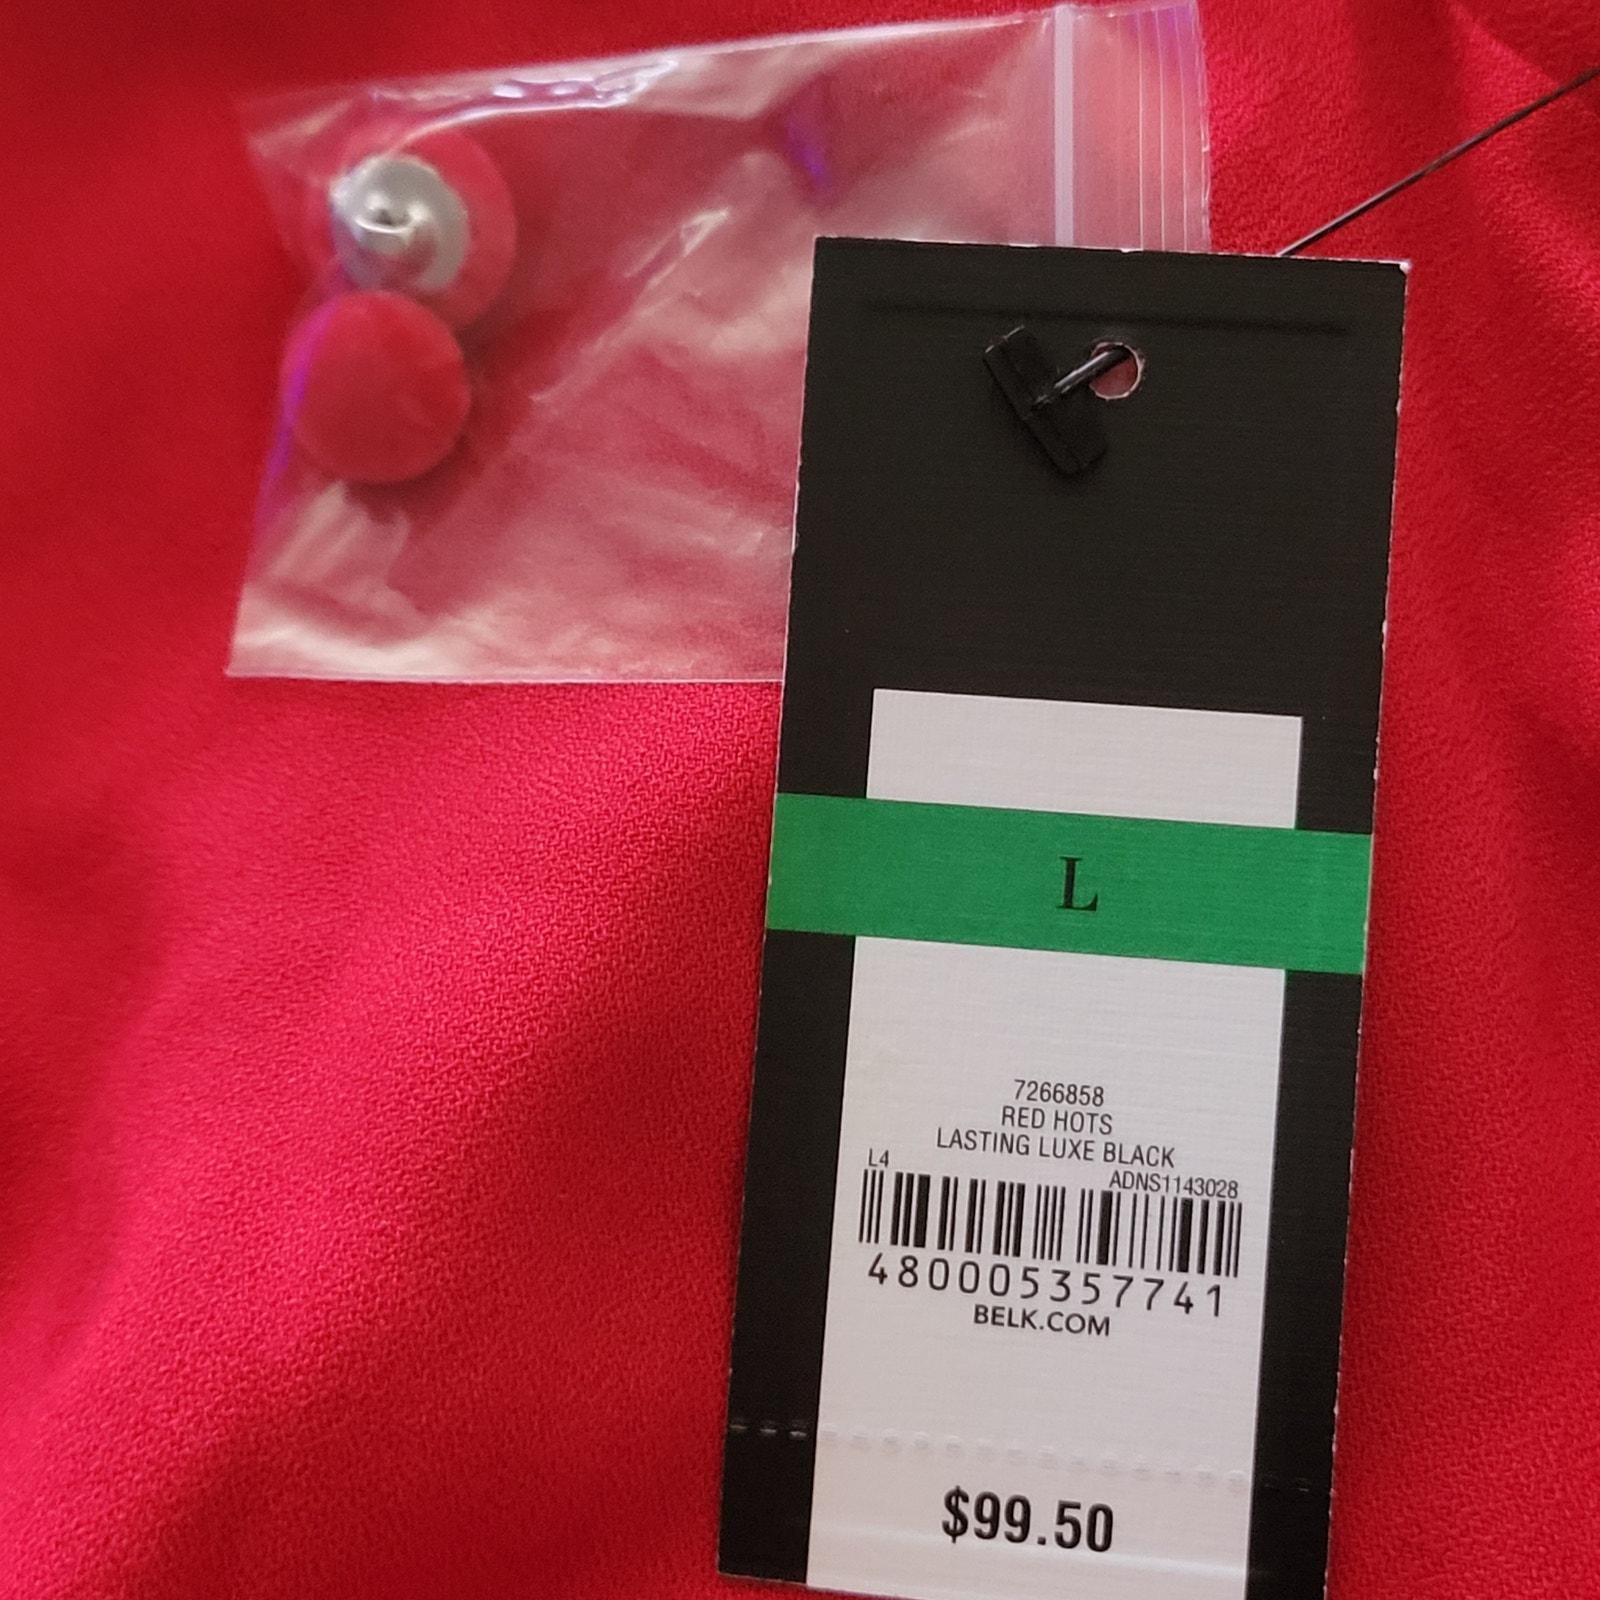 L
7266858
RED HOTS
LASTING LUXE BLACK
L4
ADNS1143028
480005357741
BELK.COM
$99.50